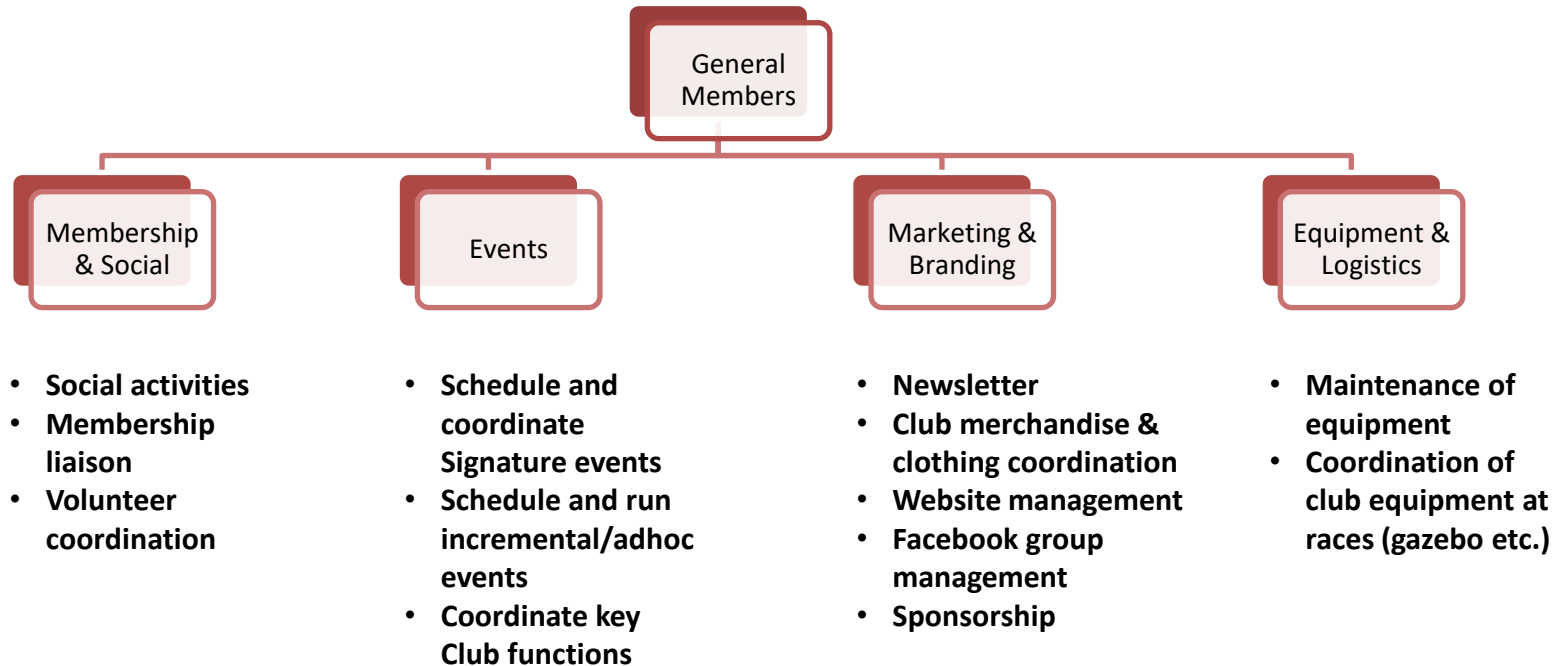 General
Members
Membership
& Social
Events
Marketing &
Branding
Equipment &
Logistics
• Social activities
• Membership
liaison
• Volunteer
coordination
• Schedule and
coordinate
Signature events
• Schedule and run
incremental/adhoc
events
• Coordinate key
Club functions
• Newsletter
• Club merchandise &
clothing coordination
• Website management
• Facebook group
management
• Sponsorship
• Maintenance of
equipment
• Coordination of
club equipment at
races (gazebo etc.)